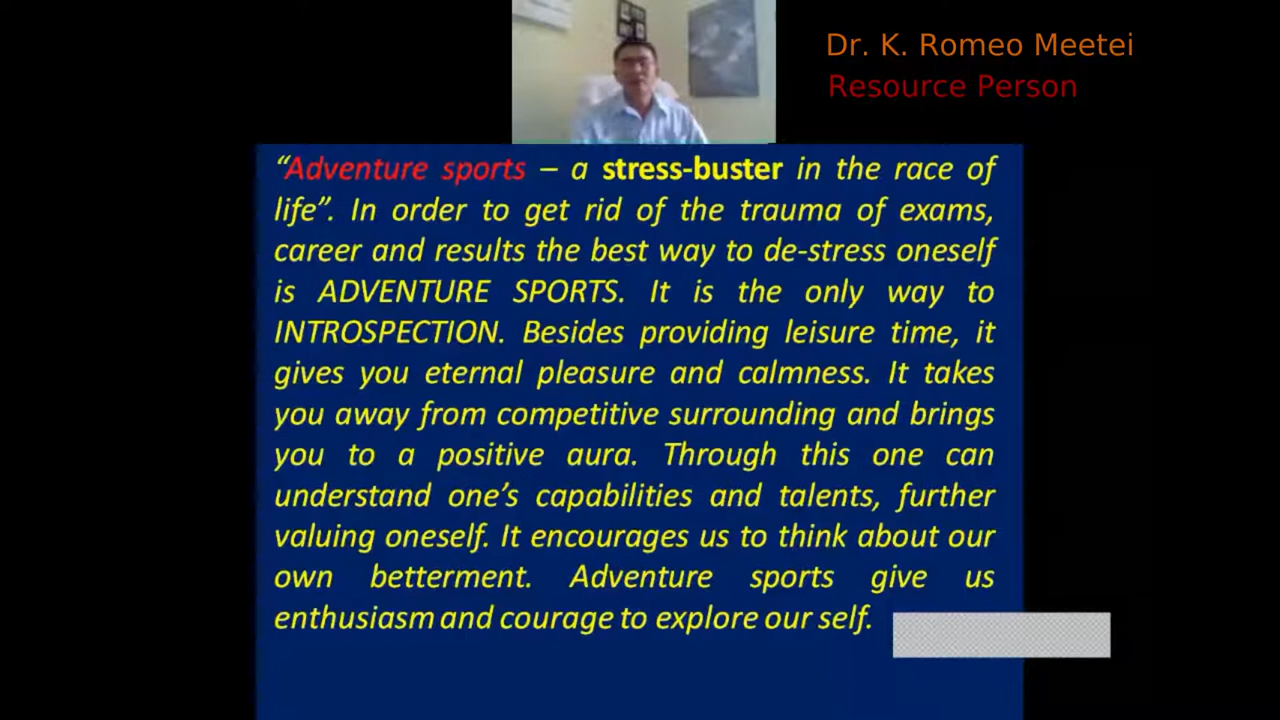 Dr. K. Romeo Meetei
Resource Person
“Adventure sports – a stress-buster in the race of
life”. In order to get rid of the trauma of exams,
career and results the best way to de-stress oneself
is ADVENTURE SPORTS. It is the only way to
INTROSPECTION. Besides providing leisure time, it
gives you eternal pleasure and calmness. It takes
you away from competitive surrounding and brings
you to a positive aura. Through this one can
understand one’s capabilities and talents, further
valuing oneself. It encourages us to think about our
own betterment. Adventure sports give us
enthusiasm and courage to explore our self.